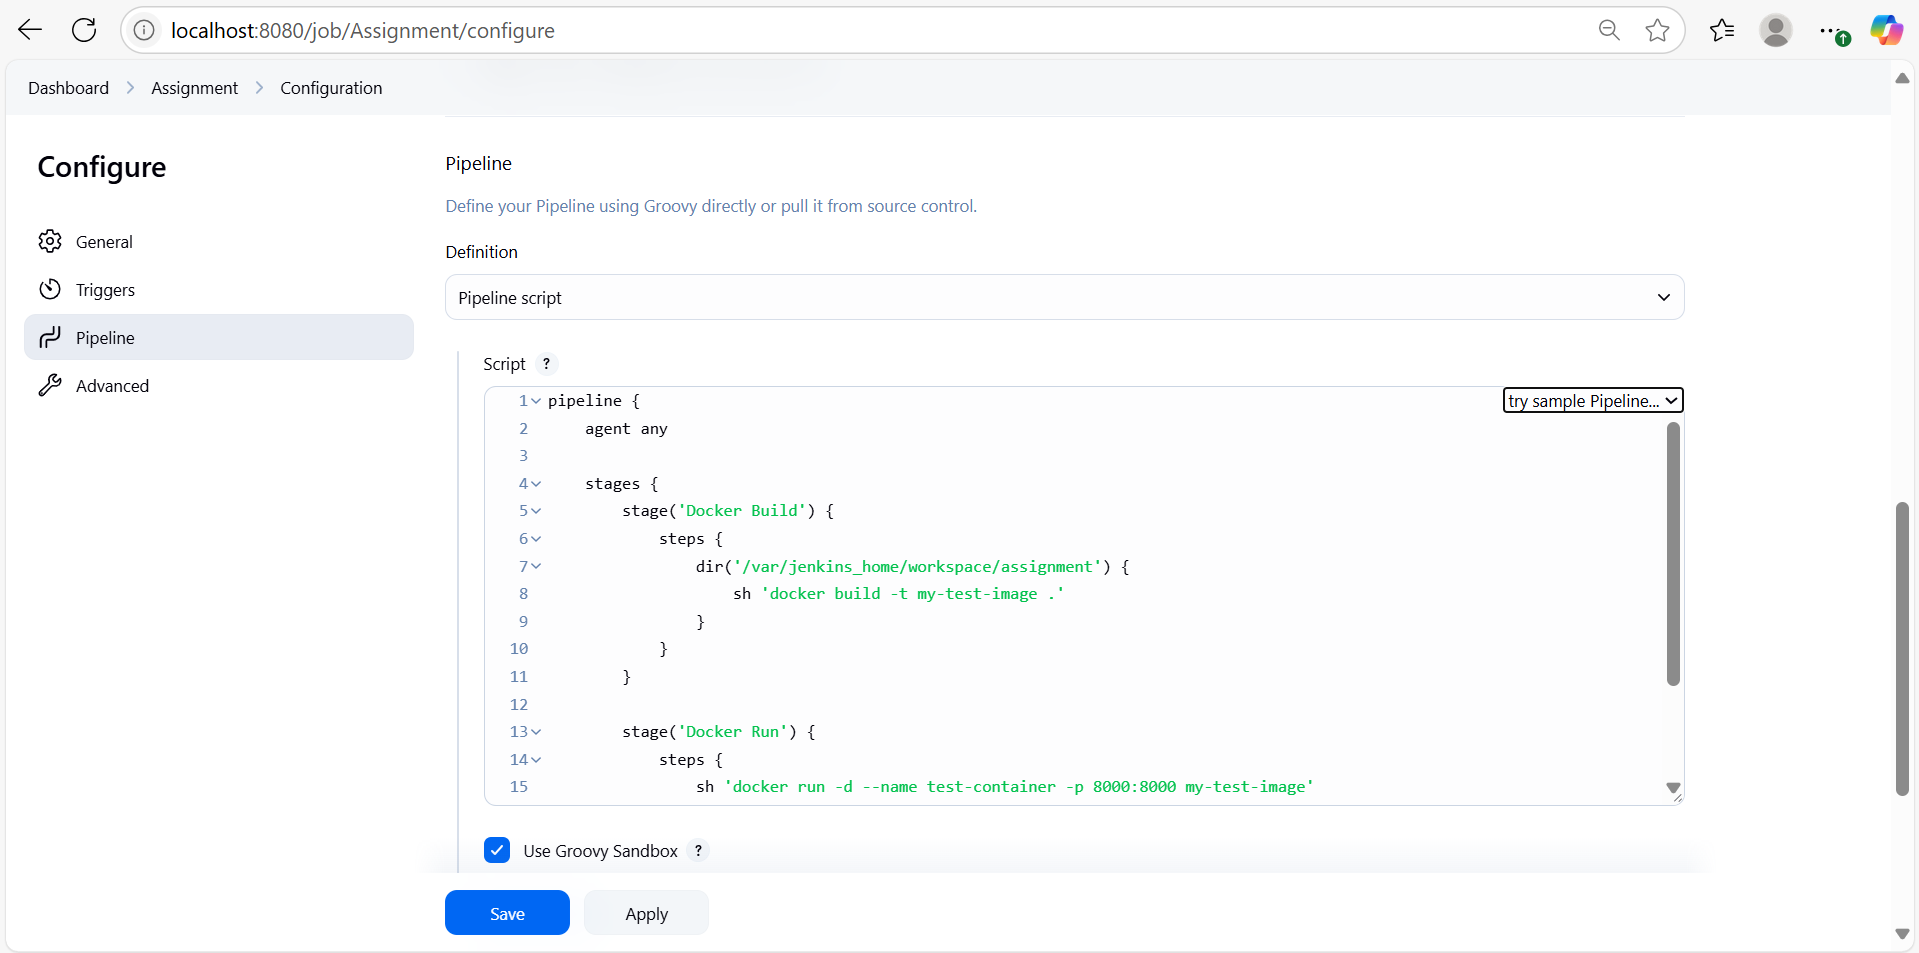 localhost:8080/job/Assignment/configure
Dashboard > Assignment > Configuration
Configure
General
Triggers
Pipeline
Advanced
Pipeline
Define your Pipeline using Groovy directly or pull it from source control.
Definition
Pipeline script
Script ?
try sample Pipeline...
1 pipeline {
2     agent any
3
4     stages {
5         stage('Docker Build') {
6             steps {
7                 dir('/var/jenkins_home/workspace/assignment') {
8                     sh 'docker build -t my-test-image .'
9                 }
10             }
11         }
12
13         stage('Docker Run') {
14             steps {
15                 sh 'docker run -d --name test-container -p 8000:8000 my-test-image'
Use Groovy Sandbox ?
Save
Apply